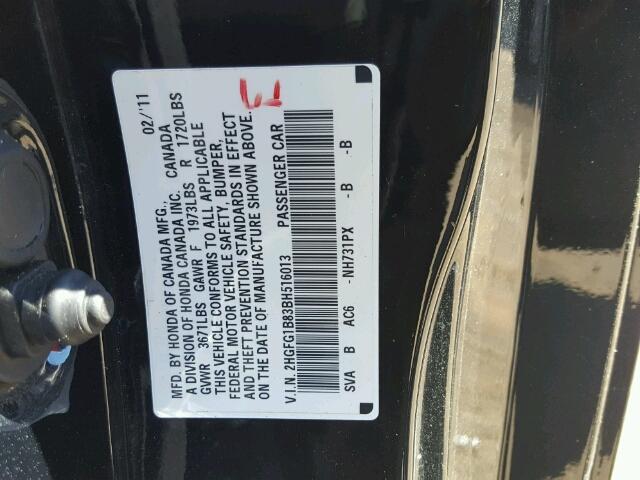 MFD. BY HONDA OF CANADA MFG., 02/'11
A DIVISION OF HONDA CANADA INC. CANADA
GVWR 3671LBS GAWR F 1973LBS R 1720LBS
THIS VEHICLE CONFORMS TO ALL APPLICABLE
FEDERAL MOTOR VEHICLE SAFETY, BUMPER,
AND THEFT PREVENTION STANDARDS IN EFFECT
ON THE DATE OF MANUFACTURE SHOWN ABOVE.
V.I.N. 2HGFG1B83BH516013 PASSENGER CAR
SVA B AC6 -NH731PX -B -B